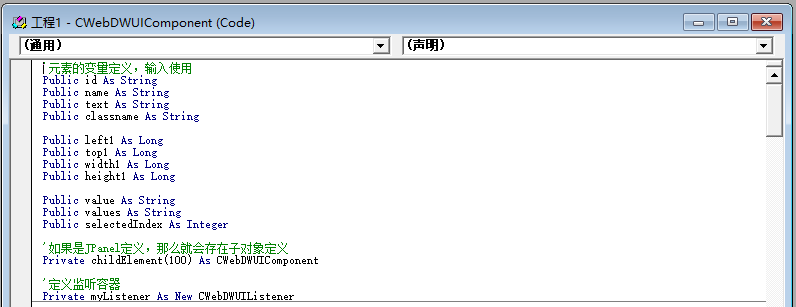 工程1 - CWebDWUIComponent (Code)
(通用) (声明)
'元素的变量定义，输入使用
Public id As String
Public name As String
Public text As String
Public classname As String
Public left1 As Long
Public top1 As Long
Public width1 As Long
Public height1 As Long
Public value As String
Public values As String
Public selectedIndex As Integer
'如果是JPanel定义，那么就会存在子对象定义
Private childElement(100) As CWebDWUIComponent
'定义监听容器
Private myListener As New CWebDWUIListener